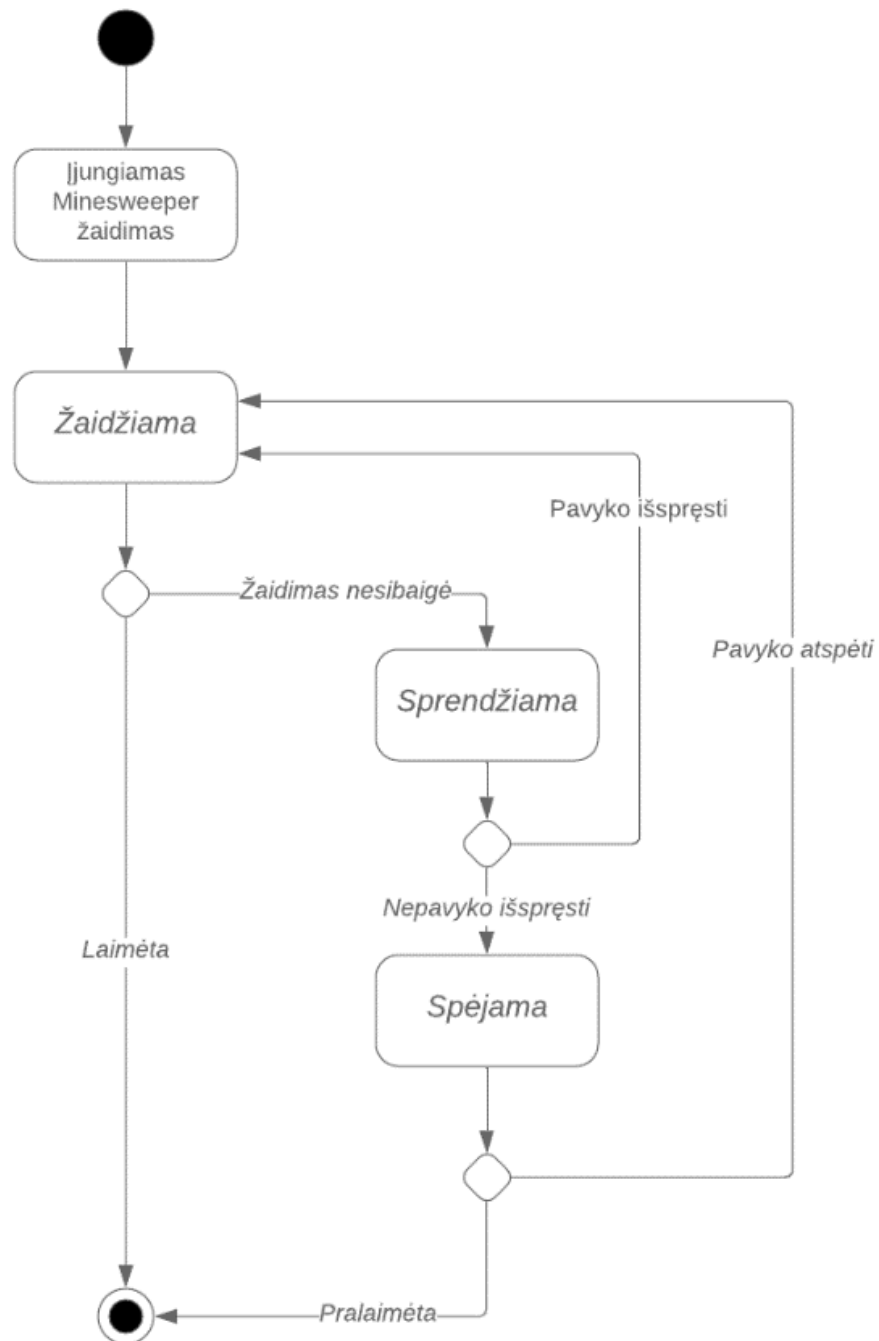 Įjungiamas
Minesweeper
žaidimas
Žaidžiama
Pavyko išspręsti
Žaidimas nesibaigė
Pavyko atspėti
Sprendžiama
Nepavyko išspręsti
Laimėta
Spėjama
Pralaimėta